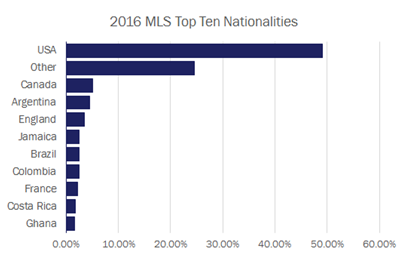 2016 MLS Top Ten Nationalities
USA
Other
Canada
Argentina
England
Jamaica
Brazil
Colombia
France
Costa Rica
Ghana
0.00% 10.00% 20.00% 30.00% 40.00% 50.00% 60.00%